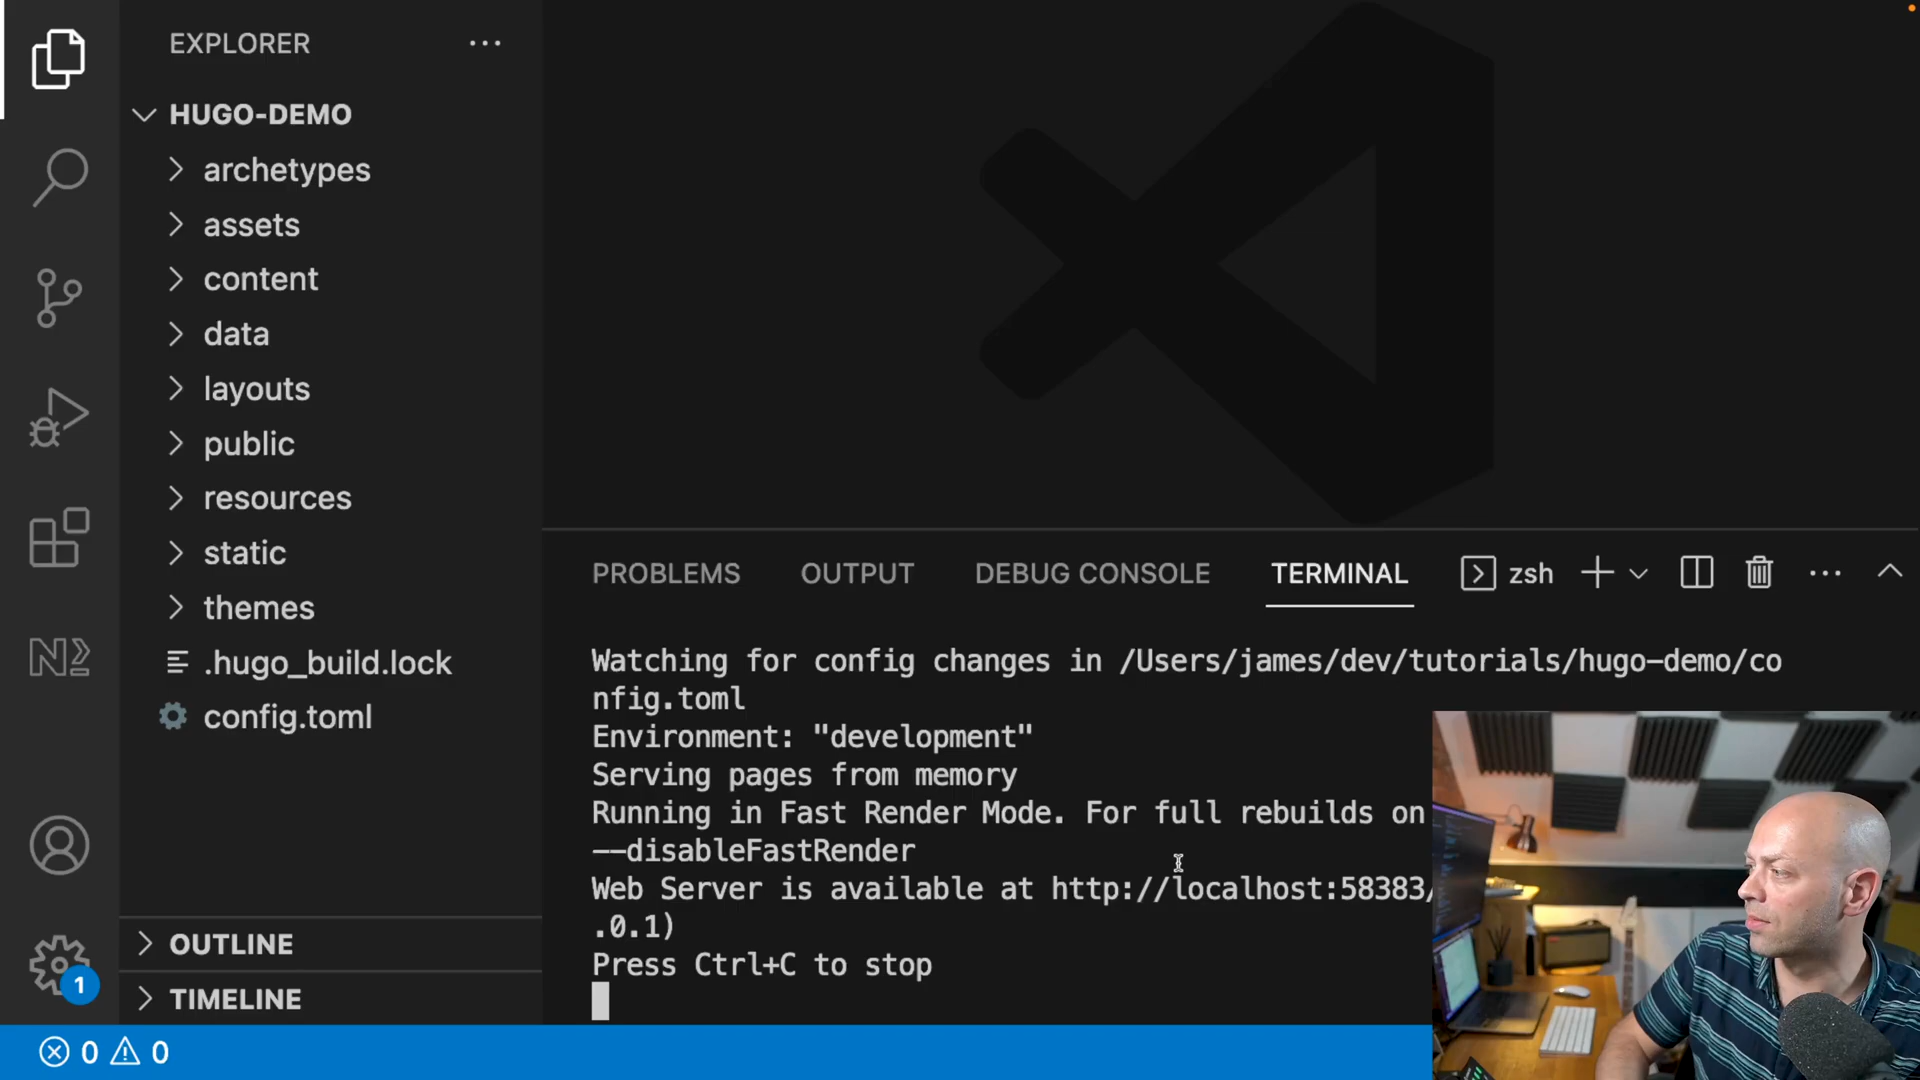 EXPLORER
HUGO-DEMO
archetypes
assets
content
data
layouts
public
resources
static
themes
.hugo_build.lock
config.toml
OUTLINE
TIMELINE
1
0 0
PROBLEMS OUTPUT DEBUG CONSOLE TERMINAL zsh
Watching for config changes in /Users/james/dev/tutorials/hugo-demo/co
nfig.toml
Environment: "development"
Serving pages from memory
Running in Fast Render Mode. For full rebuilds on
--disableFastRender
Web Server is available at http://localhost:58383/
.0.1)
Press Ctrl+C to stop